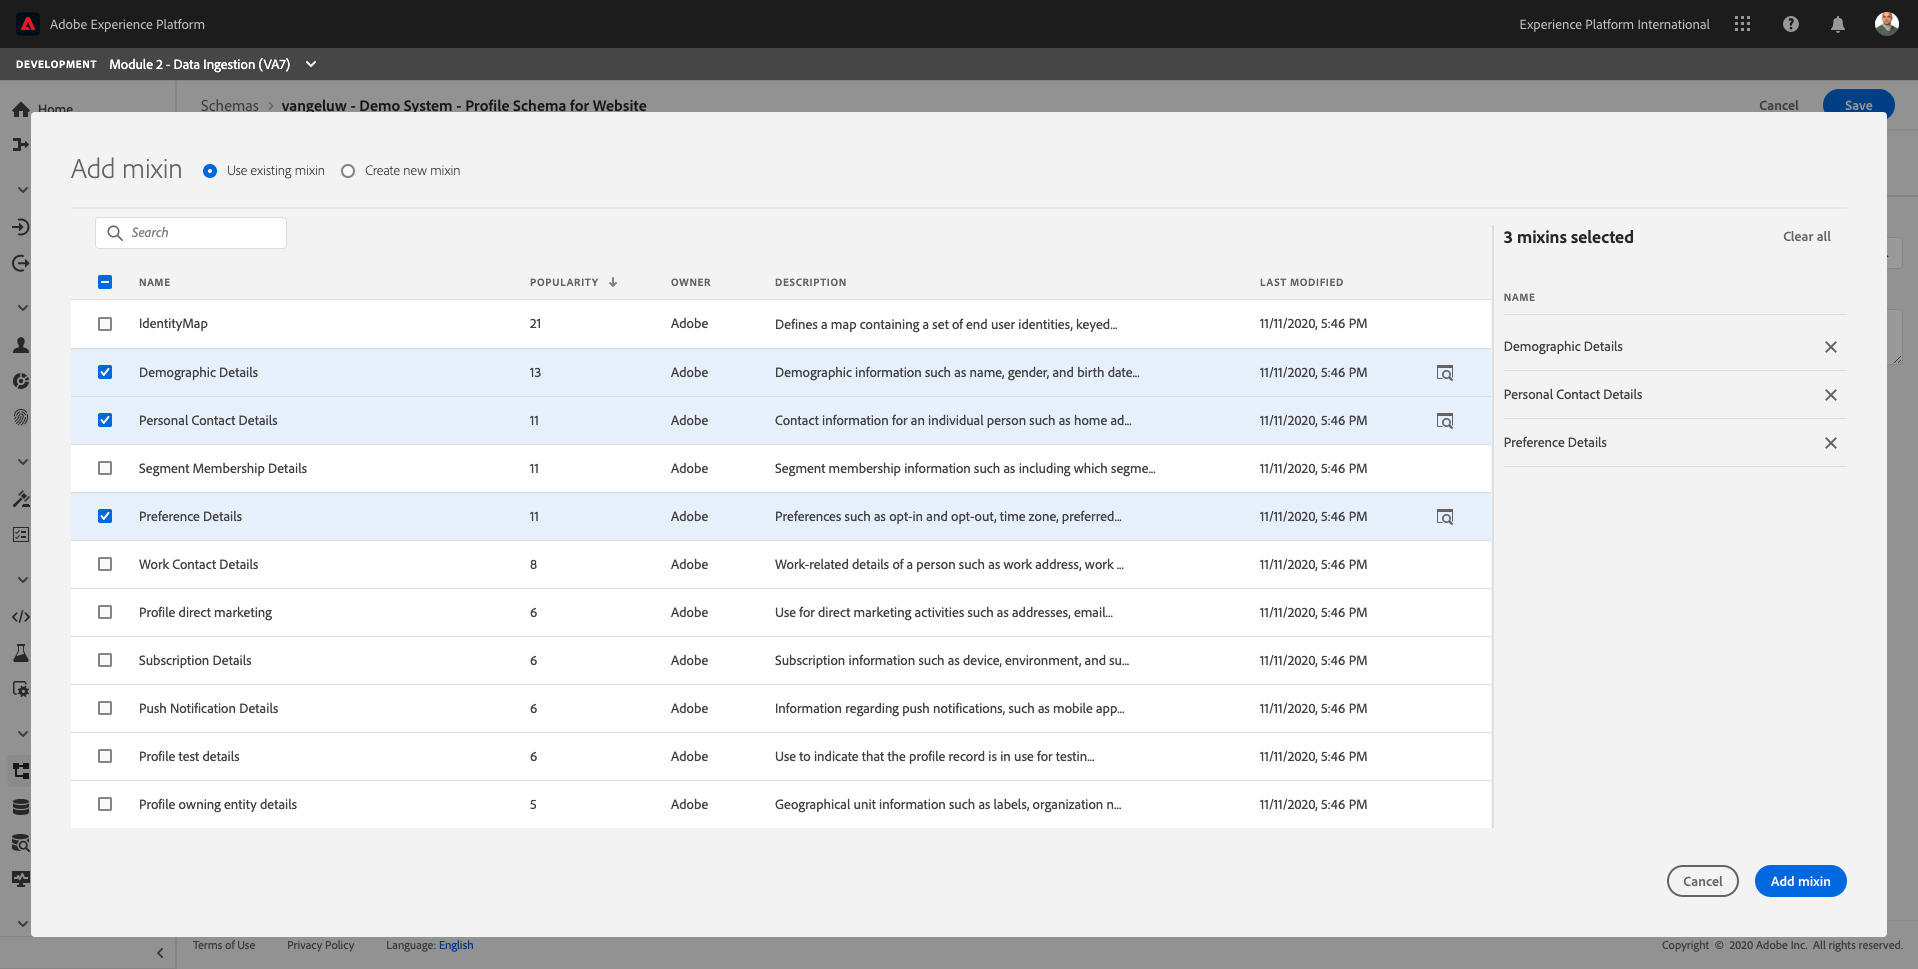 Adobe Experience Platform
Experience Platform International
DEVELOPMENT Module 2 - Data Ingestion (VA7)
Home
Schemas > vangeluw - Demo System - Profile Schema for Website
Cancel Save
Add mixin Use existing mixin Create new mixin
Search
3 mixins selected Clear all
NAME POPULARITY OWNER DESCRIPTION LAST MODIFIED
NAME
IdentityMap 21 Adobe Defines a map containing a set of end user identities, keyed... 11/11/2020, 5:46 PM
Demographic Details
Demographic Details 13 Adobe Demographic information such as name, gender, and birth date... 11/11/2020, 5:46 PM
Personal Contact Details
Personal Contact Details 11 Adobe Contact information for an individual person such as home ad... 11/11/2020, 5:46 PM
Preference Details
Segment Membership Details 11 Adobe Segment membership information such as including which segme... 11/11/2020, 5:46 PM
Preference Details 11 Adobe Preferences such as opt-in and opt-out, time zone, preferred... 11/11/2020, 5:46 PM
Work Contact Details 8 Adobe Work-related details of a person such as work address, work ... 11/11/2020, 5:46 PM
Profile direct marketing 6 Adobe Use for direct marketing activities such as addresses, email... 11/11/2020, 5:46 PM
Subscription Details 6 Adobe Subscription information such as device, environment, and su... 11/11/2020, 5:46 PM
Push Notification Details 6 Adobe Information regarding push notifications, such as mobile app... 11/11/2020, 5:46 PM
Profile test details 6 Adobe Use to indicate that the profile record is in use for testin... 11/11/2020, 5:46 PM
Profile owning entity details 5 Adobe Geographical unit information such as labels, organization n... 11/11/2020, 5:46 PM
Cancel Add mixin
Terms of Use Privacy Policy Language: English
Copyright © 2020 Adobe Inc. All rights reserved.